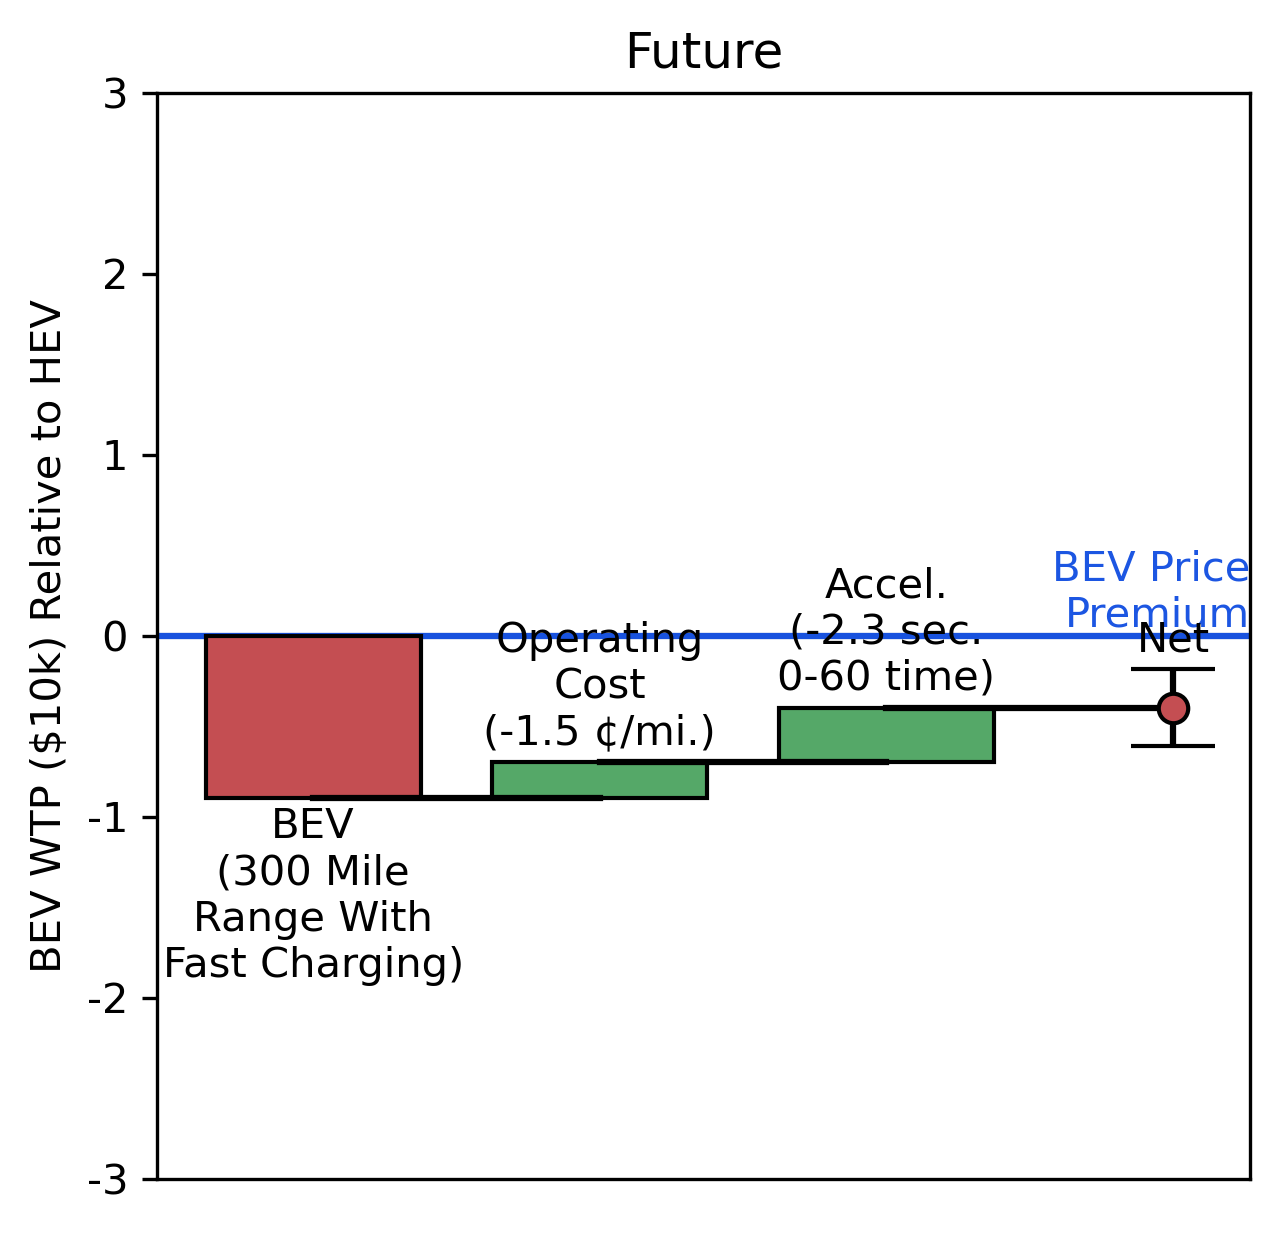 Future
BEV WTP ($10k) Relative to HEV
3
2
1
0
-1
-2
-3
BEV
(300 Mile
Range With
Fast Charging)
Operating
Cost
(-1.5 ¢/mi.)
Accel.
(-2.3 sec.
0-60 time)
BEV Price
Premium
Net